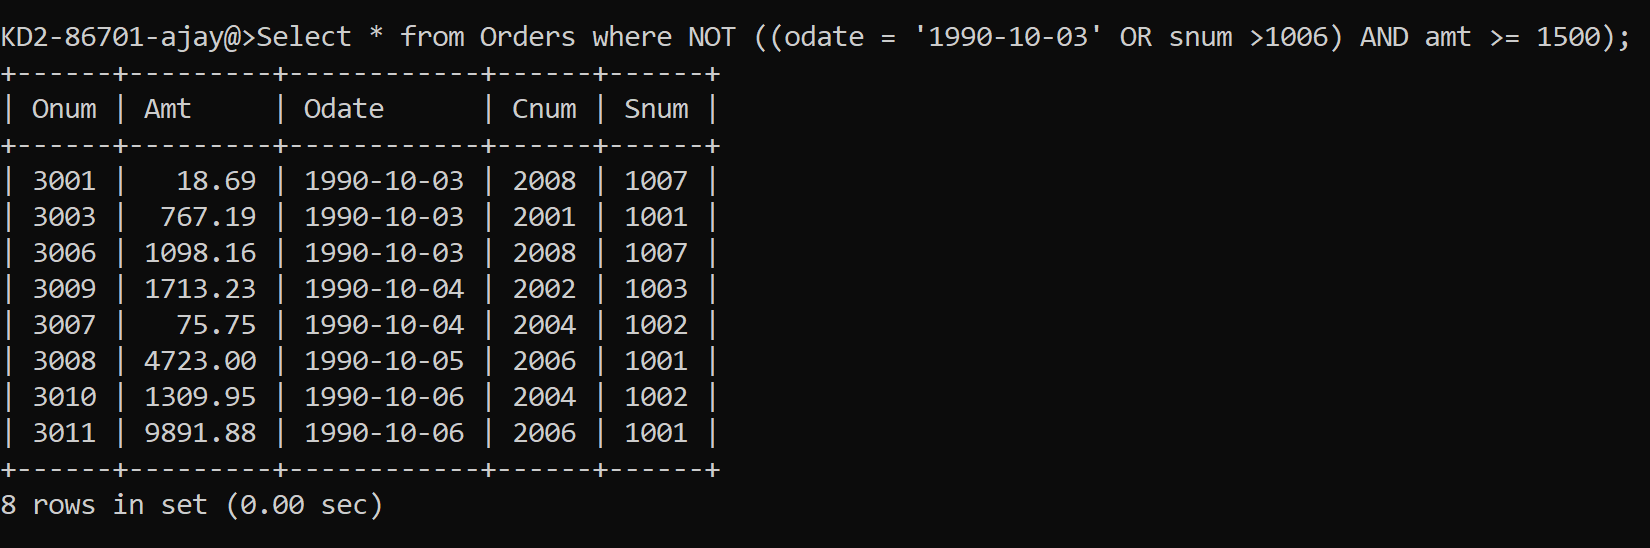 KD2-86701-ajay@>Select * from Orders where NOT ((odate = '1990-10-03' OR snum >1006) AND amt >= 1500);
+------+---------+------------+------+------+
| Onum | Amt     | Odate      | Cnum | Snum |
+------+---------+------------+------+------+
| 3001 |   18.69 | 1990-10-03 | 2008 | 1007 |
| 3003 |  767.19 | 1990-10-03 | 2001 | 1001 |
| 3006 | 1098.16 | 1990-10-03 | 2008 | 1007 |
| 3009 | 1713.23 | 1990-10-04 | 2002 | 1003 |
| 3007 |   75.75 | 1990-10-04 | 2004 | 1002 |
| 3008 | 4723.00 | 1990-10-05 | 2006 | 1001 |
| 3010 | 1309.95 | 1990-10-06 | 2004 | 1002 |
| 3011 | 9891.88 | 1990-10-06 | 2006 | 1001 |
+------+---------+------------+------+------+
8 rows in set (0.00 sec)